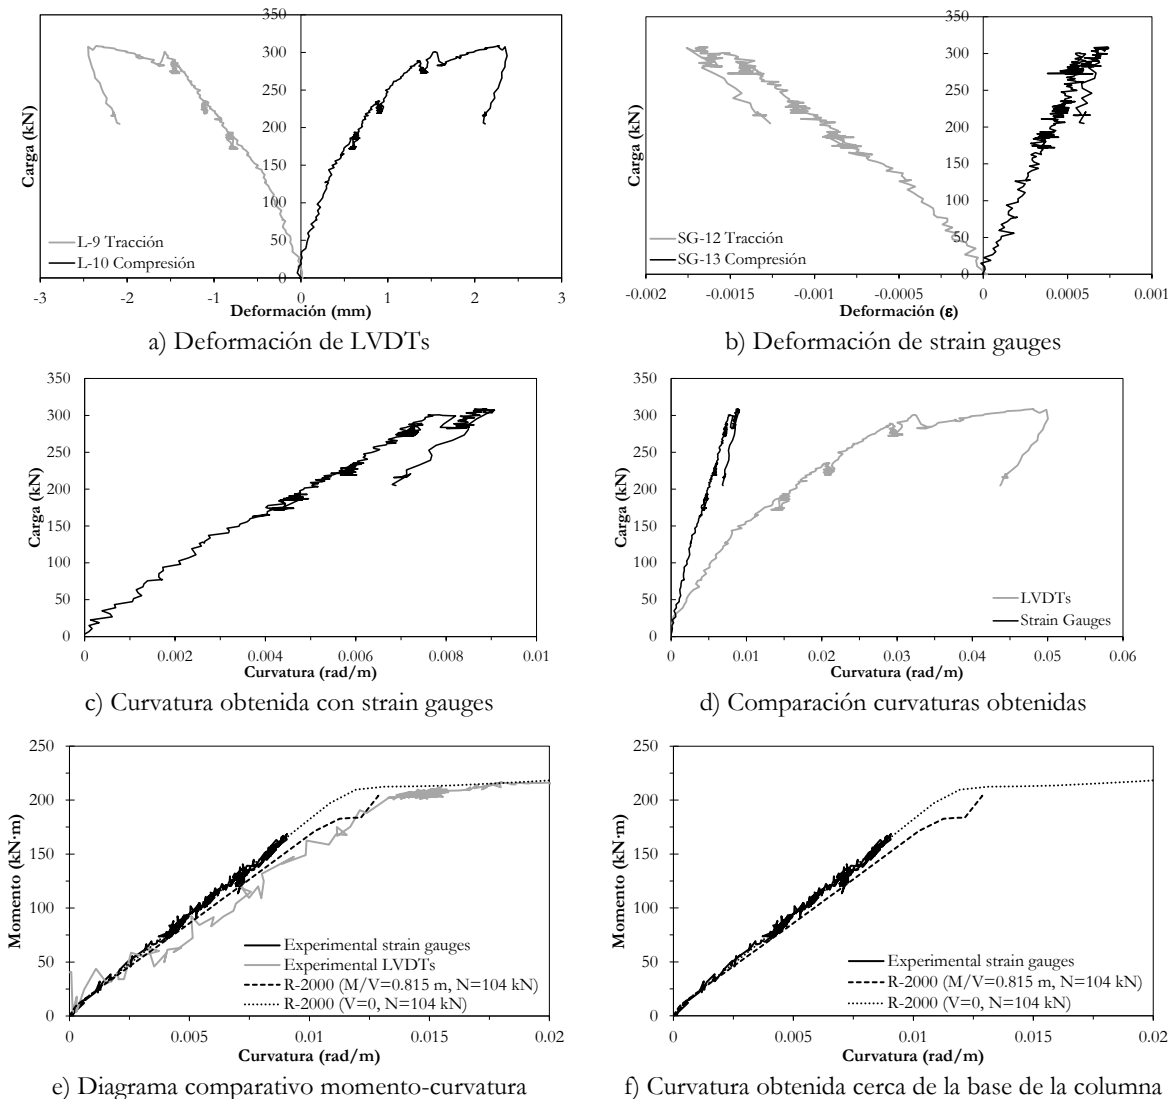 350
300
250
200
150
100
50
0
Carga (kN)
L-9 Tracción
L-10 Compresión
-3 -2 -1 0 1 2 3
Deformación (mm)
a) Deformación de LVDTs
350
300
250
200
150
100
50
0
Carga (kN)
SG-12 Tracción
SG-13 Compresión
-0.002 -0.0015 -0.001 -0.0005 0 0.0005 0.001
Deformación (ε)
b) Deformación de strain gauges
350
300
250
200
150
100
50
0
Carga (kN)
0 0.002 0.004 0.006 0.008 0.01
Curvatura (rad/m)
c) Curvatura obtenida con strain gauges
350
300
250
200
150
100
50
0
Carga (kN)
LVDTs
Strain Gauges
0 0.01 0.02 0.03 0.04 0.05 0.06
Curvatura (rad/m)
d) Comparación curvaturas obtenidas
250
200
150
100
50
0
Momento (kN·m)
Experimental strain gauges
Experimental LVDTs
R-2000 (M/V=0.815 m, N=104 kN)
R-2000 (V=0, N=104 kN)
0 0.005 0.01 0.015 0.02
Curvatura (rad/m)
e) Diagrama comparativo momento-curvatura
250
200
150
100
50
0
Momento (kN·m)
Experimental strain gauges
R-2000 (M/V=0.815 m, N=104 kN)
R-2000 (V=0, N=104 kN)
0 0.005 0.01 0.015 0.02
Curvatura (rad/m)
f) Curvatura obtenida cerca de la base de la columna